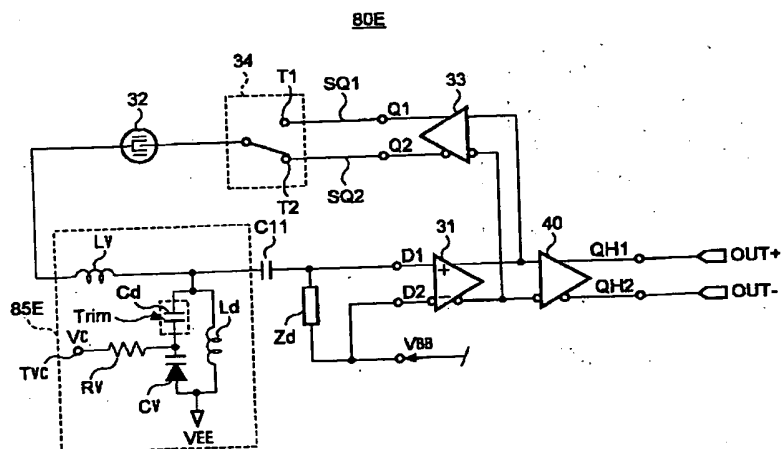 80E
34
T1
SQ1
Q1
33
32
Q2
T2
SQ2
C11
31
40
LV
D1
+
QH1
OUT+
Cd
D2
-
QH2
OUT-
85E
Trim
Ld
Zd
VC
VBB
TVC
RV
CV
VEE